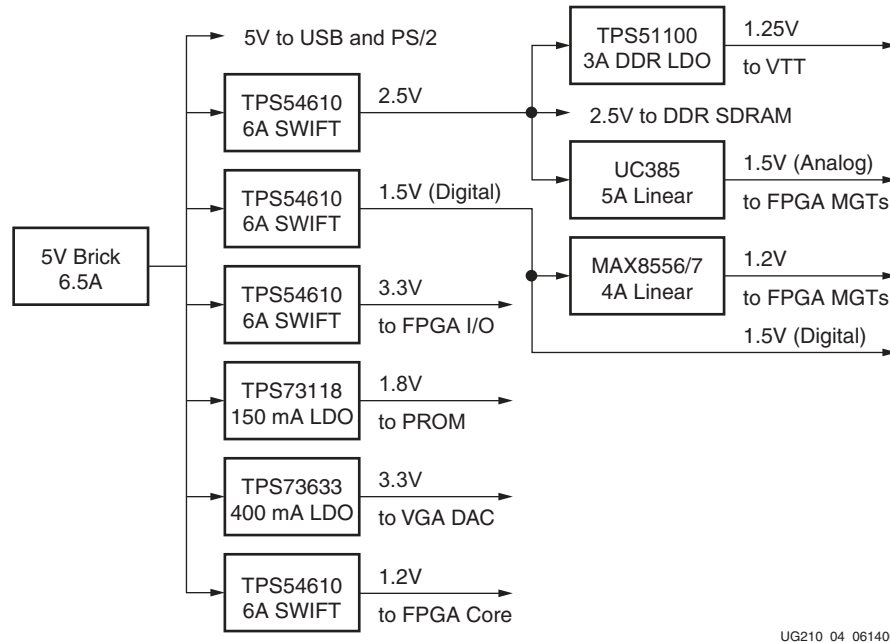 5V to USB and PS/2
TPS54610
6A SWIFT
2.5V
TPS51100
3A DDR LDO
1.25V
to VTT
2.5V to DDR SDRAM
UC385
5A Linear
1.5V (Analog)
to FPGA MGTs
TPS54610
6A SWIFT
1.5V (Digital)
MAX8556/7
4A Linear
1.2V
to FPGA MGTs
1.5V (Digital)
5V Brick
6.5A
TPS54610
6A SWIFT
3.3V
to FPGA I/O
TPS73118
150 mA LDO
1.8V
to PROM
TPS73633
400 mA LDO
3.3V
to VGA DAC
TPS54610
6A SWIFT
1.2V
to FPGA Core
UG210_04_06140